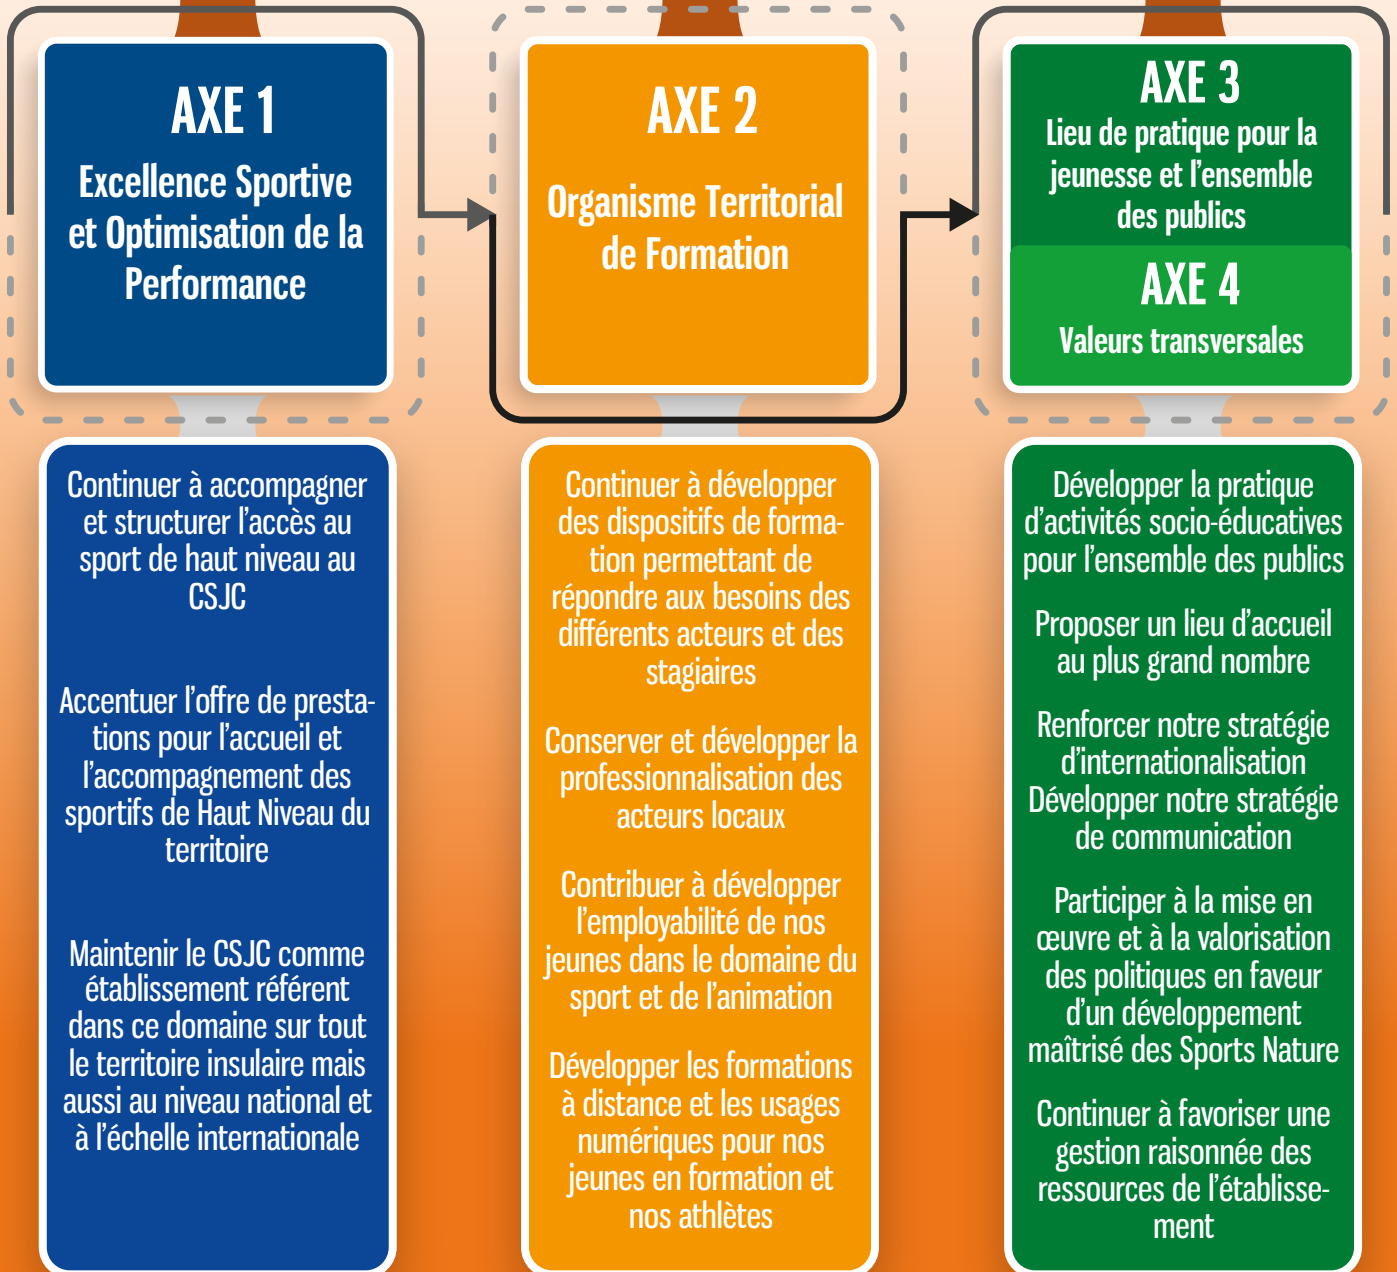 AXE 1
Excellence Sportive
et Optimisation de la
Performance
AXE 2
Organisme Territorial
de Formation
AXE 3
Lieu de pratique pour la
jeunesse et l'ensemble
des publics
AXE 4
Valeurs transversales
Continuer à accompagner
et structurer l'accès au
sport de haut niveau au
CSJC
Accentuer l'offre de presta-
tions pour l'accueil et
l'accompagnement des
sportifs de Haut Niveau du
territoire
Maintenir le CSJC comme
établissement référent
dans ce domaine sur tout
le territoire insulaire mais
aussi au niveau national et
à l'échelle internationale
Continuer à développer
des dispositifs de forma-
tion permettant de
répondre aux besoins des
différents acteurs et des
stagiaires
Conserver et développer la
professionnalisation des
acteurs locaux
Contribuer à développer
l'employabilité de nos
jeunes dans le domaine du
sport et de l'animation
Développer les formations
à distance et les usages
numériques pour nos
jeunes en formation et
nos athlètes
Développer la pratique
d'activités socio-éducatives
pour l'ensemble des publics
Proposer un lieu d'accueil
au plus grand nombre
Renforcer notre stratégie
d'internationalisation
Développer notre stratégie
de communication
Participer à la mise en
œuvre et à la valorisation
des politiques en faveur
d'un développement
maîtrisé des Sports Nature
Continuer à favoriser une
gestion raisonnée des
ressources de l'établisse-
ment